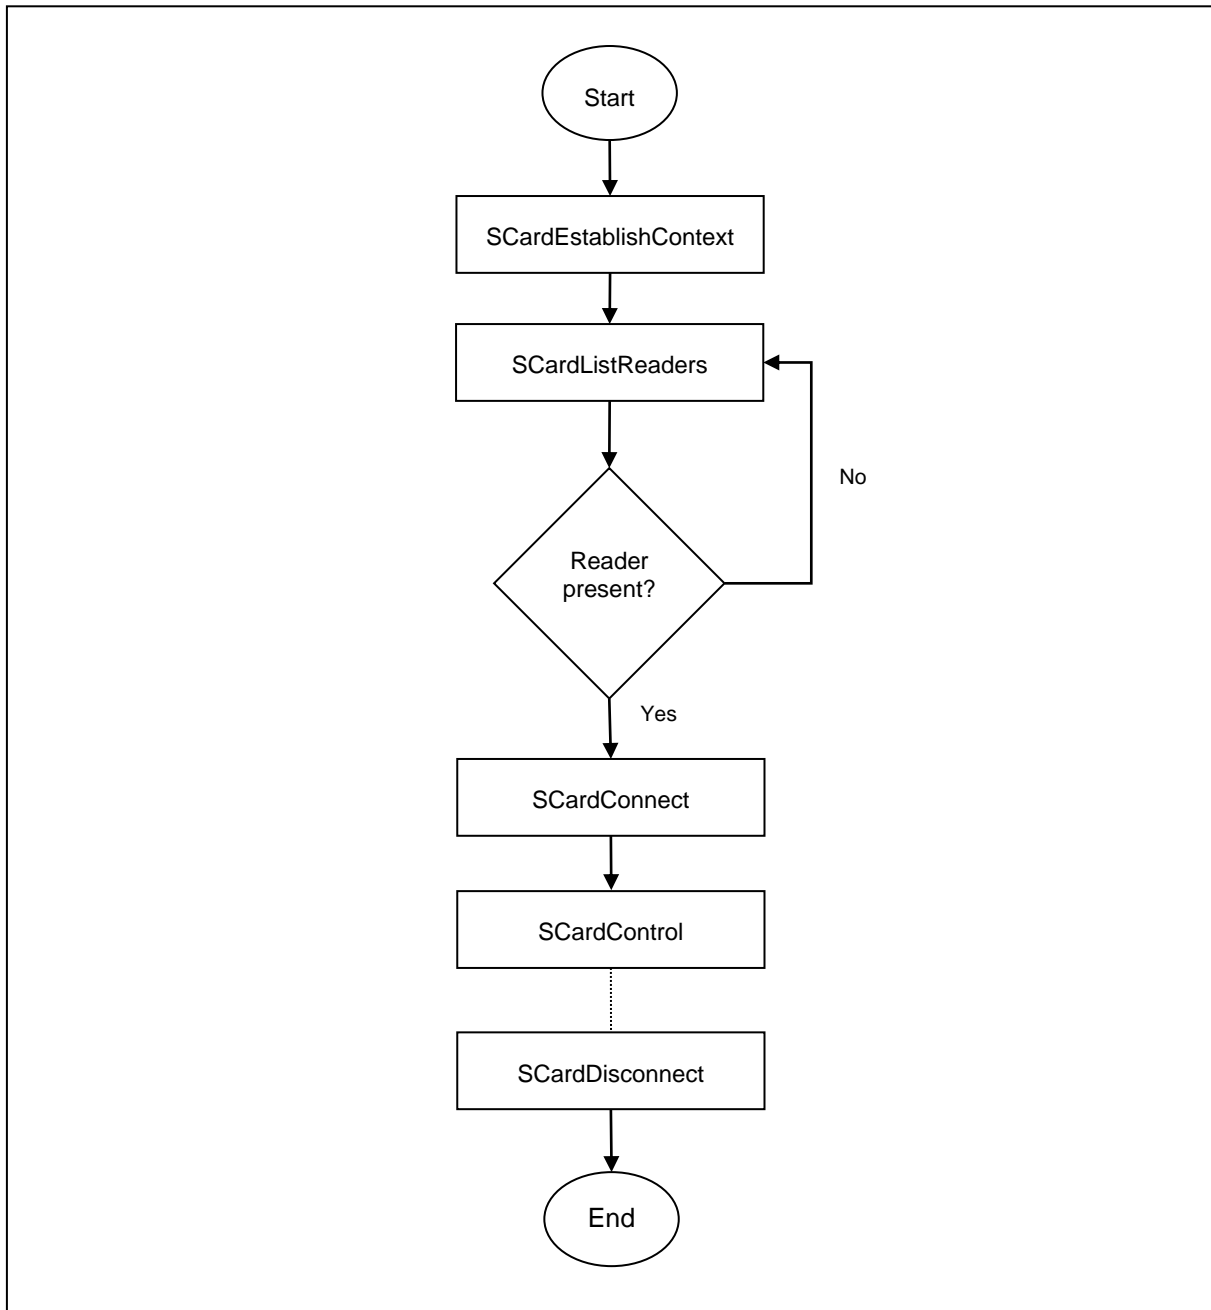 Start
SCardEstablishContext
SCardListReaders
No
Reader
present?
Yes
SCardConnect
SCardControl
SCardDisconnect
End